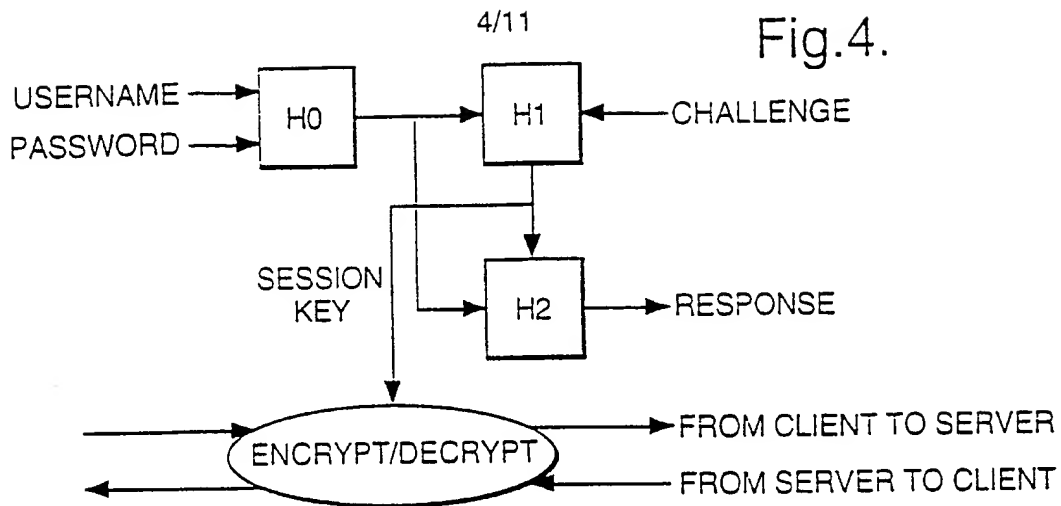 4/11
Fig.4.
USERNAME
PASSWORD
H0
H1
CHALLENGE
SESSION
KEY
H2
RESPONSE
ENCRYPT/DECRYPT
FROM CLIENT TO SERVER
FROM SERVER TO CLIENT